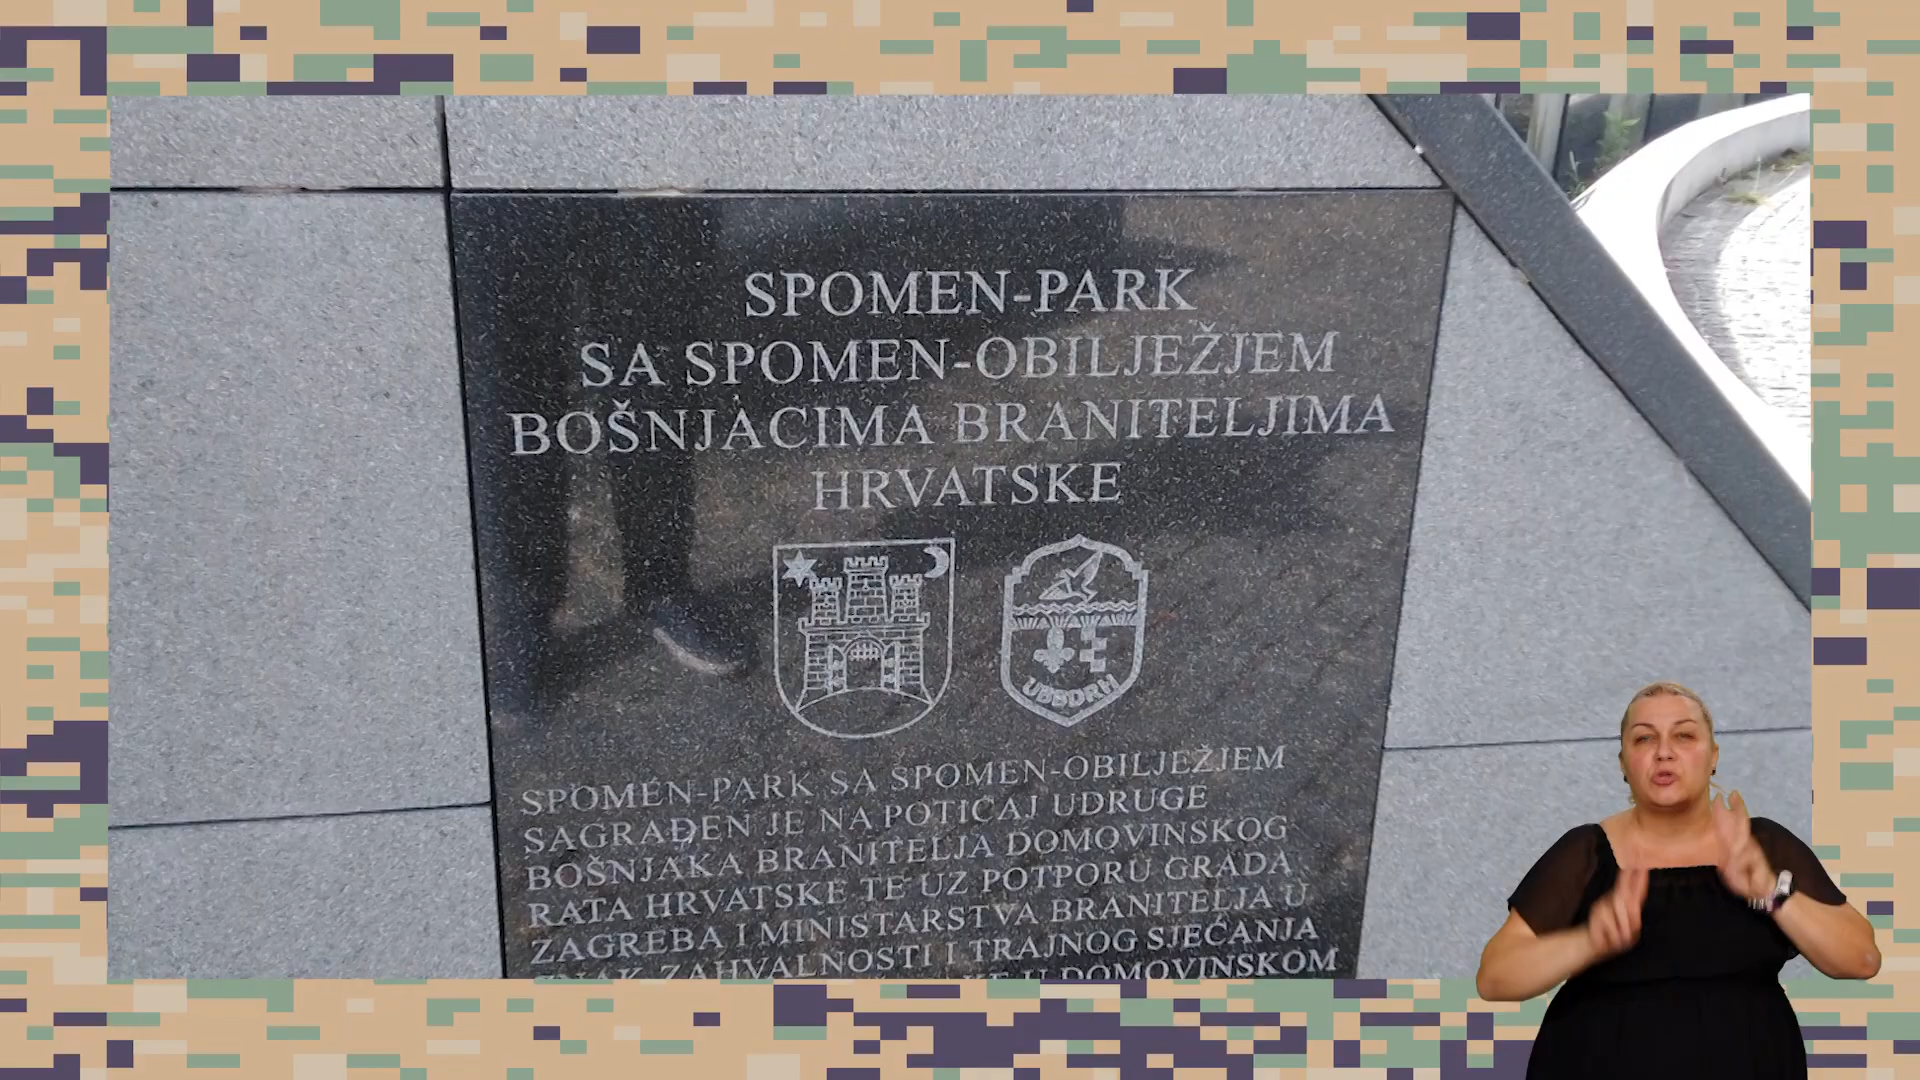 SPOMEN-PARK
SA SPOMEN-OBILJEŽJEM
BOŠNJACIMA BRANITELJIMA
HRVATSKE
UBBDRH
SPOMEN-PARK SA SPOMEN-OBILJEŽJEM
SAGRAĐEN JE NA POTICAJ UDRUGE
BOŠNJAKA BRANITELJA DOMOVINSKOG
RATA HRVATSKE TE UZ POTPORU GRADA
ZAGREBA I MINISTARSTVA BRANITELJA U
ZNAK ZAHVALNOSTI I TRAJNOG SJEĆANJA
U DOMOVINSKOM